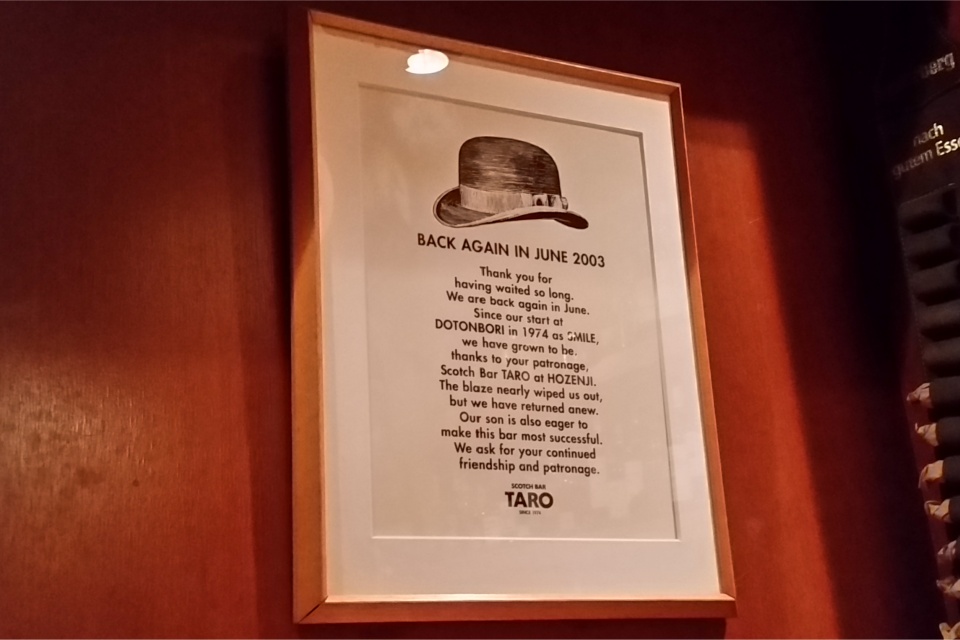 BACK AGAIN IN JUNE 2003
Thank you for
having waited so long.
We are back again in June.
Since our start at
DOTONBORI in 1974 as SMILE,
we have grown to be.
thanks to your patronage,
Scotch Bar TARO at HOZENJI.
The blaze nearly wiped us out,
but we have returned anew.
Our son is also eager to
make this bar most successful.
We ask for your continued
friendship and patronage.
SCOTCH BAR
TARO
SINCE 1974
nach
gutem